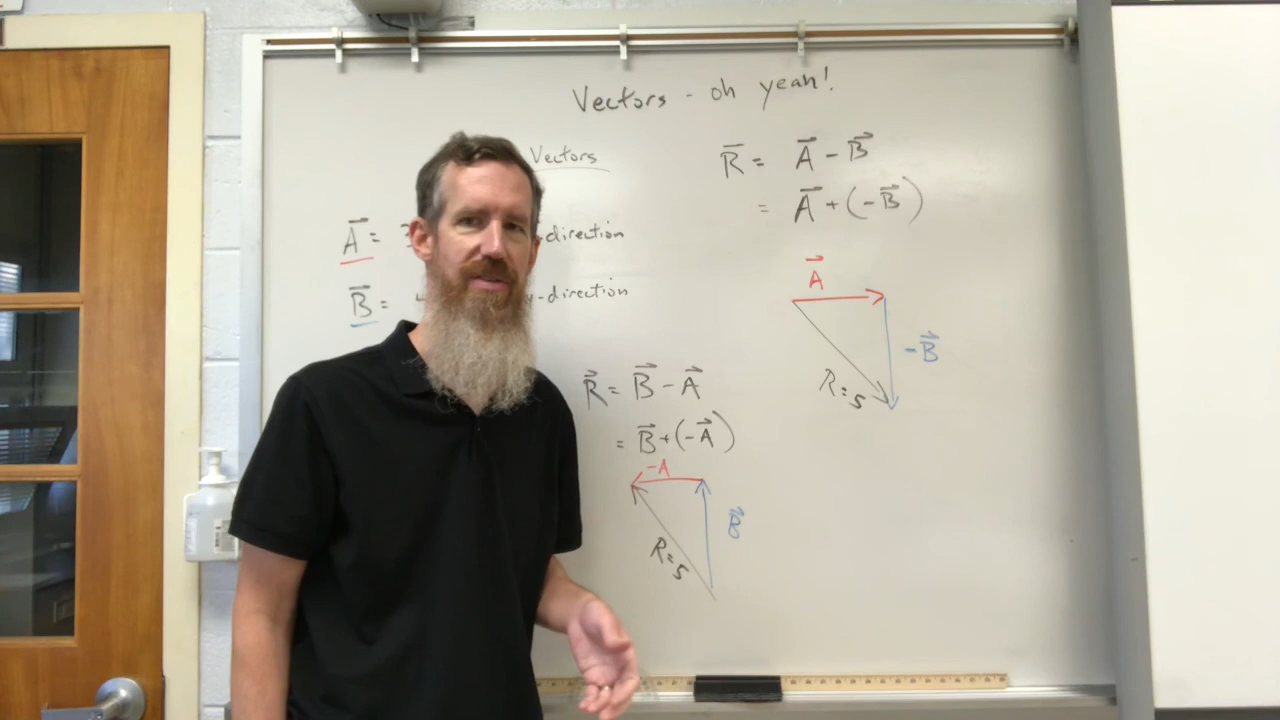 Vectors - oh yeah!
Vectors
A⃗ =
-direction
B⃗ =
y-direction
R⃗ = A⃗ - B⃗
= A⃗ + (-B⃗)
A⃗
-B⃗
R=5
R⃗ = B⃗ - A⃗
= B⃗ + (-A⃗)
-A
B⃗
R=5